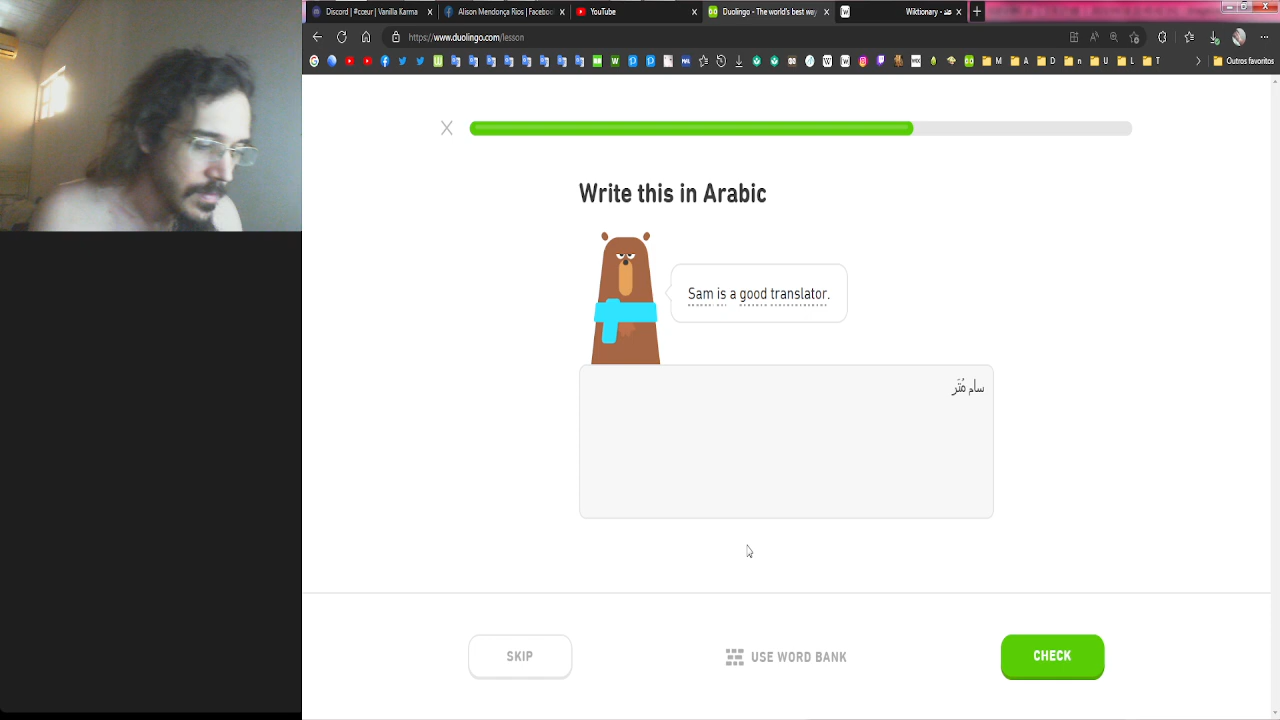 Discord | #cœur | Vanilla Karma
Alison Mendonça Rios | Faceboo
YouTube
Duolingo - The world's best way
Wiktionary
https://www.duolingo.com/lesson
M A n U L T Outros favoritos
X
Write this in Arabic
Sam is a good translator.
سام مُتَر
SKIP
USE WORD BANK
CHECK